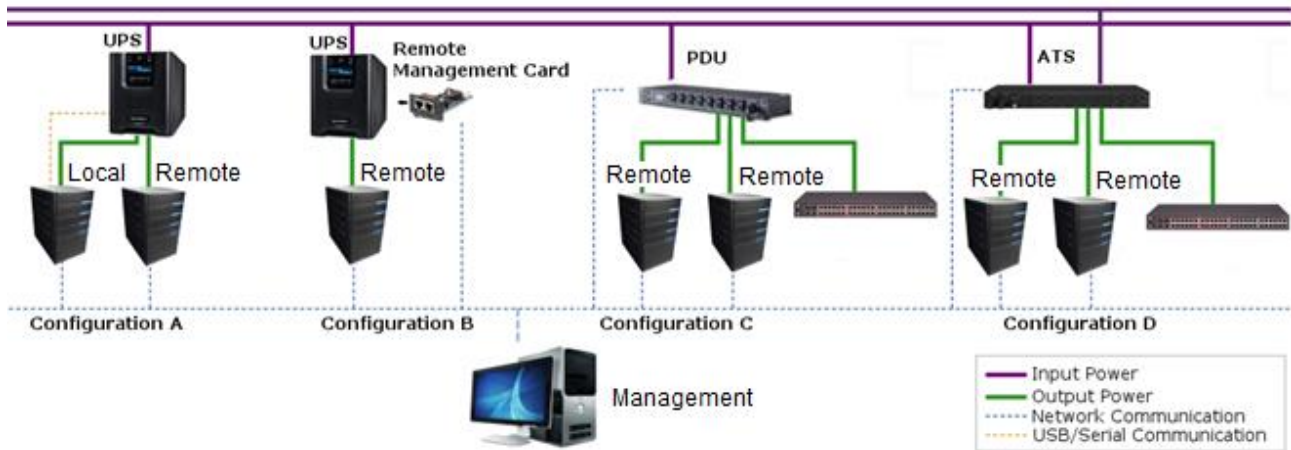 UPS
UPS
Remote
Management Card
PDU
ATS
Local
Remote
Remote
Remote
Remote
Remote
Remote
Configuration A
Configuration B
Configuration C
Configuration D
Management
Input Power
Output Power
Network Communication
USB/Serial Communication